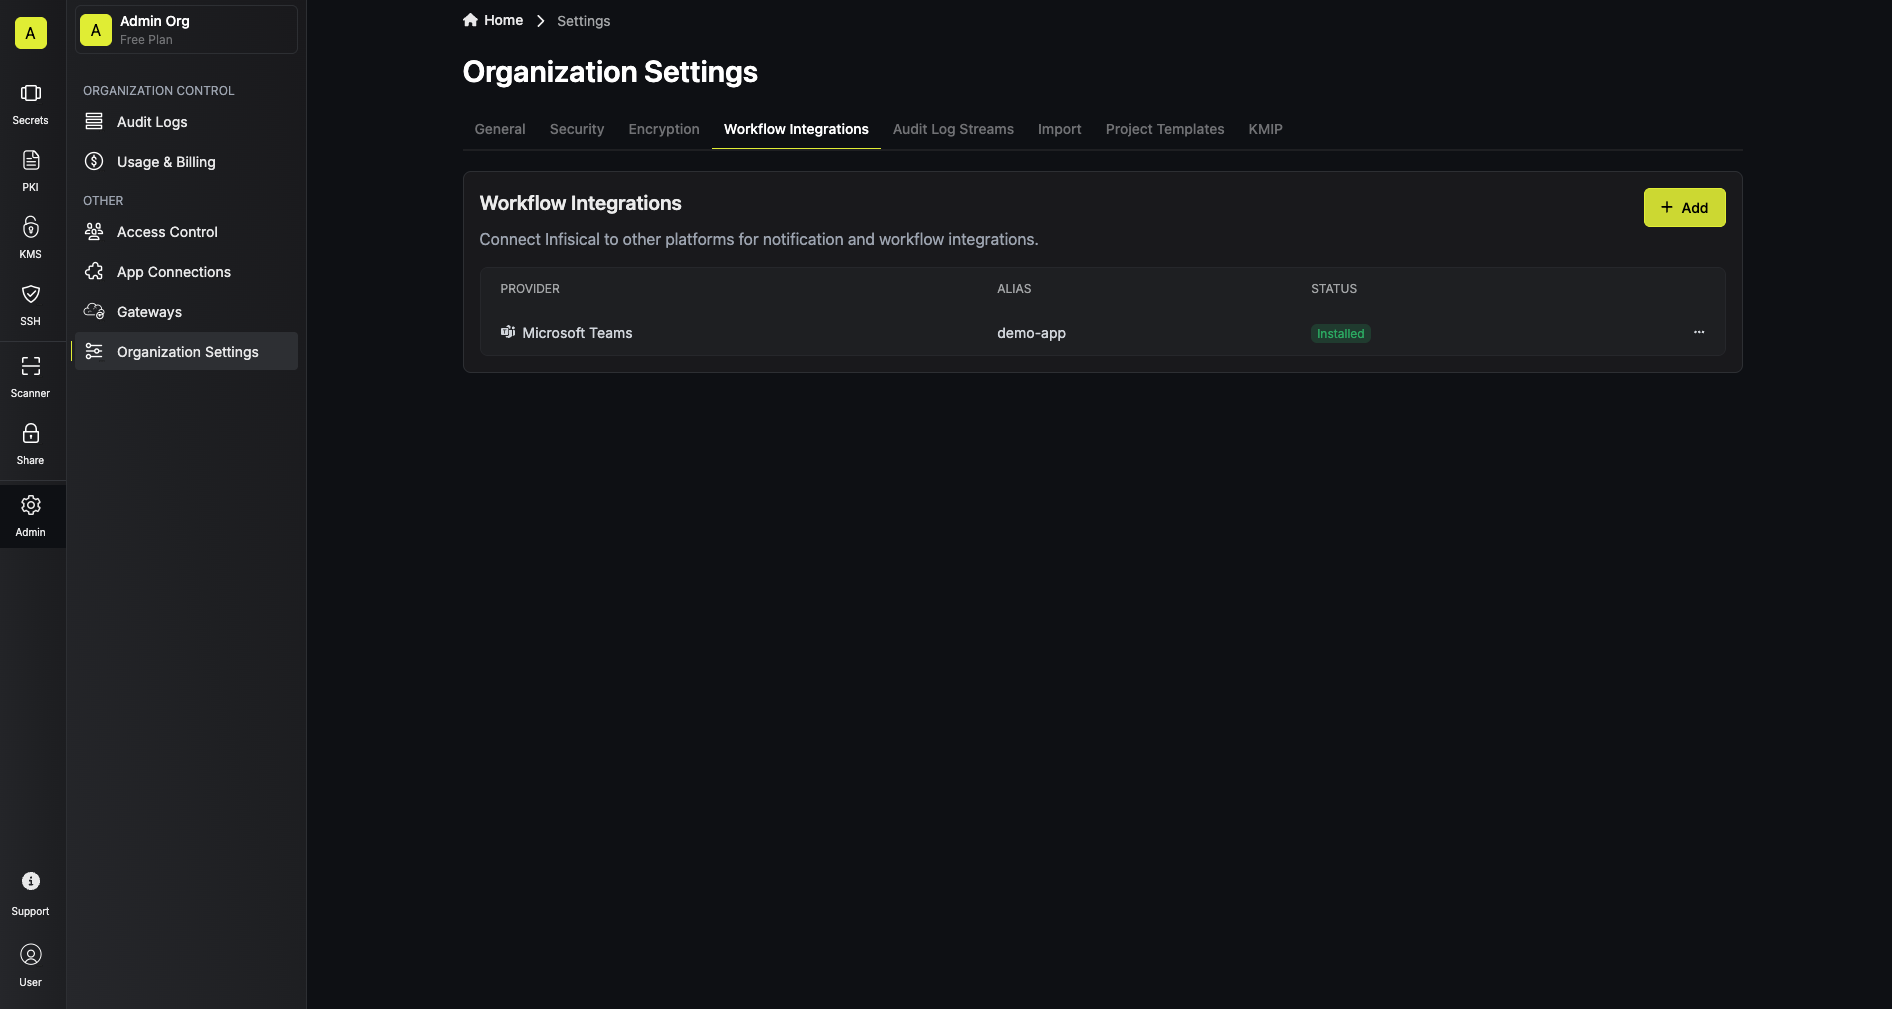 A
Secrets
PKI
KMS
SSH
Scanner
Share
Admin
Support
User
A
Admin Org
Free Plan
ORGANIZATION CONTROL
Audit Logs
Usage & Billing
OTHER
Access Control
App Connections
Gateways
Organization Settings
Home Settings
Organization Settings
General Security Encryption Workflow Integrations Audit Log Streams Import Project Templates KMIP
Workflow Integrations
+ Add
Connect Infisical to other platforms for notification and workflow integrations.
PROVIDER ALIAS STATUS
Microsoft Teams demo-app Installed